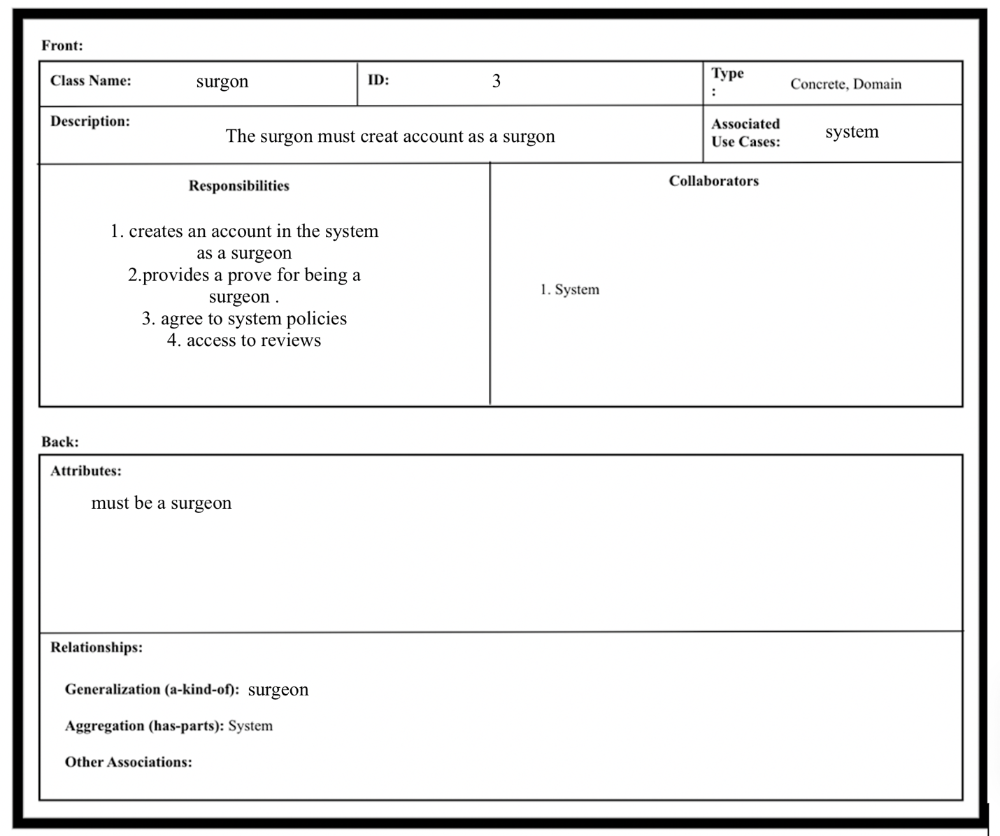 Front:
Class Name: surgon ID: 3 Type : Concrete, Domain
Description: The surgon must creat account as a surgon
Associated Use Cases: system
Responsibilities
1. creates an account in the system
as a surgeon
2.provides a prove for being a
surgeon .
3. agree to system policies
4. access to reviews
Collaborators
1. System
Back:
Attributes:
must be a surgeon
Relationships:
Generalization (a-kind-of): surgeon
Aggregation (has-parts): System
Other Associations: